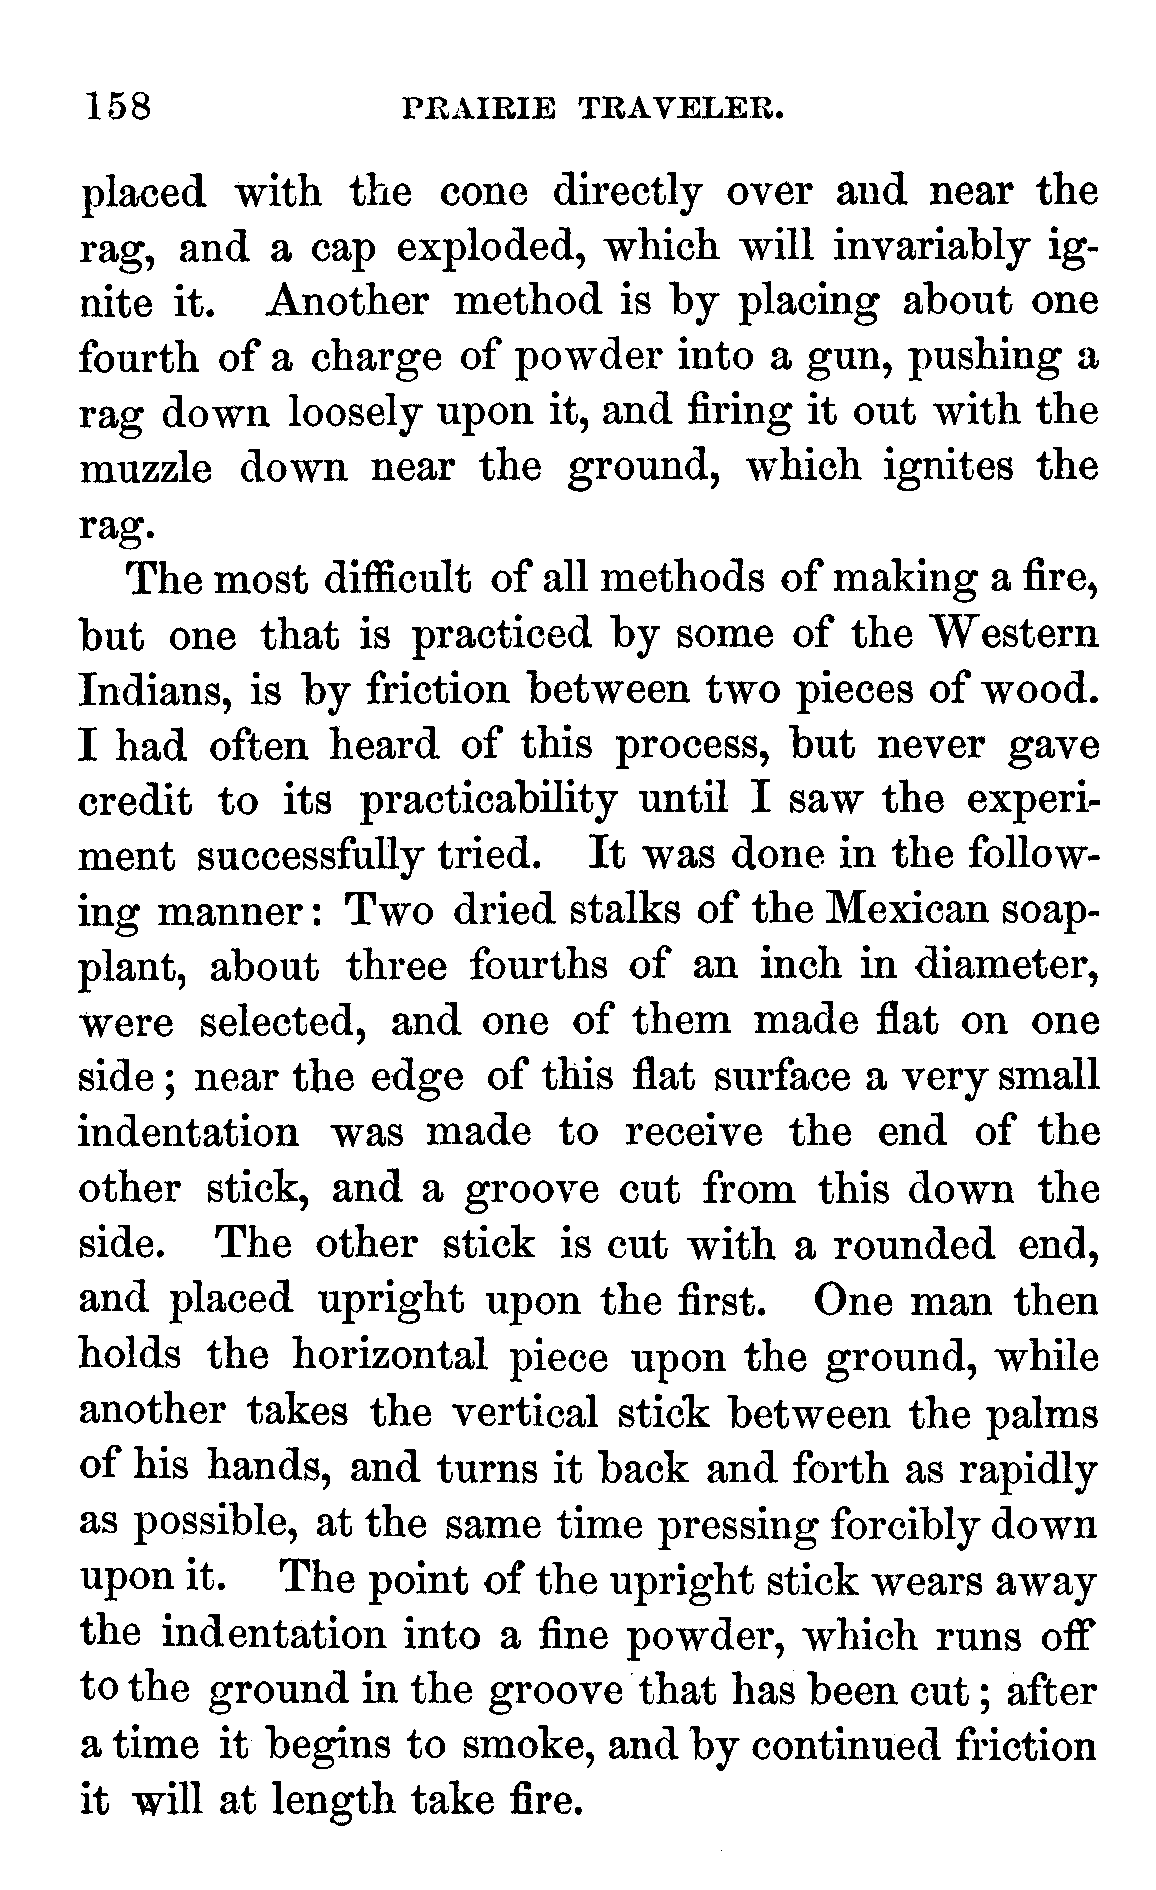 158 PRAIRIE TRAVELER.
placed with the cone directly over and near the
rag, and a cap exploded, which will invariably ig-
nite it. Another method is by placing about one
fourth of a charge of powder into a gun, pushing a
rag down loosely upon it, and firing it out with the
muzzle down near the ground, which ignites the
rag.
The most difficult of all methods of making a fire,
but one that is practiced by some of the Western
Indians, is by friction between two pieces of wood.
I had often heard of this process, but never gave
credit to its practicability until I saw the experi-
ment successfully tried. It was done in the follow-
ing manner: Two dried stalks of the Mexican soap-
plant, about three fourths of an inch in diameter,
were selected, and one of them made flat on one
side; near the edge of this flat surface a very small
indentation was made to receive the end of the
other stick, and a groove cut from this down the
side. The other stick is cut with a rounded end,
and placed upright upon the first. One man then
holds the horizontal piece upon the ground, while
another takes the vertical stick between the palms
of his hands, and turns it back and forth as rapidly
as possible, at the same time pressing forcibly down
upon it. The point of the upright stick wears away
the indentation into a fine powder, which runs off
to the ground in the groove that has been cut; after
a time it begins to smoke, and by continued friction
it will at length take fire.